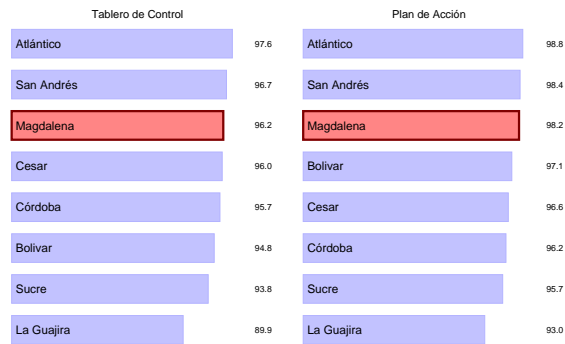 Tablero de Control
Atlántico 97.6
San Andrés 96.7
Magdalena 96.2
Cesar 96.0
Córdoba 95.7
Bolivar 94.8
Sucre 93.8
La Guajira 89.9
Plan de Acción
Atlántico 98.8
San Andrés 98.4
Magdalena 98.2
Bolivar 97.1
Cesar 96.6
Córdoba 96.2
Sucre 95.7
La Guajira 93.0